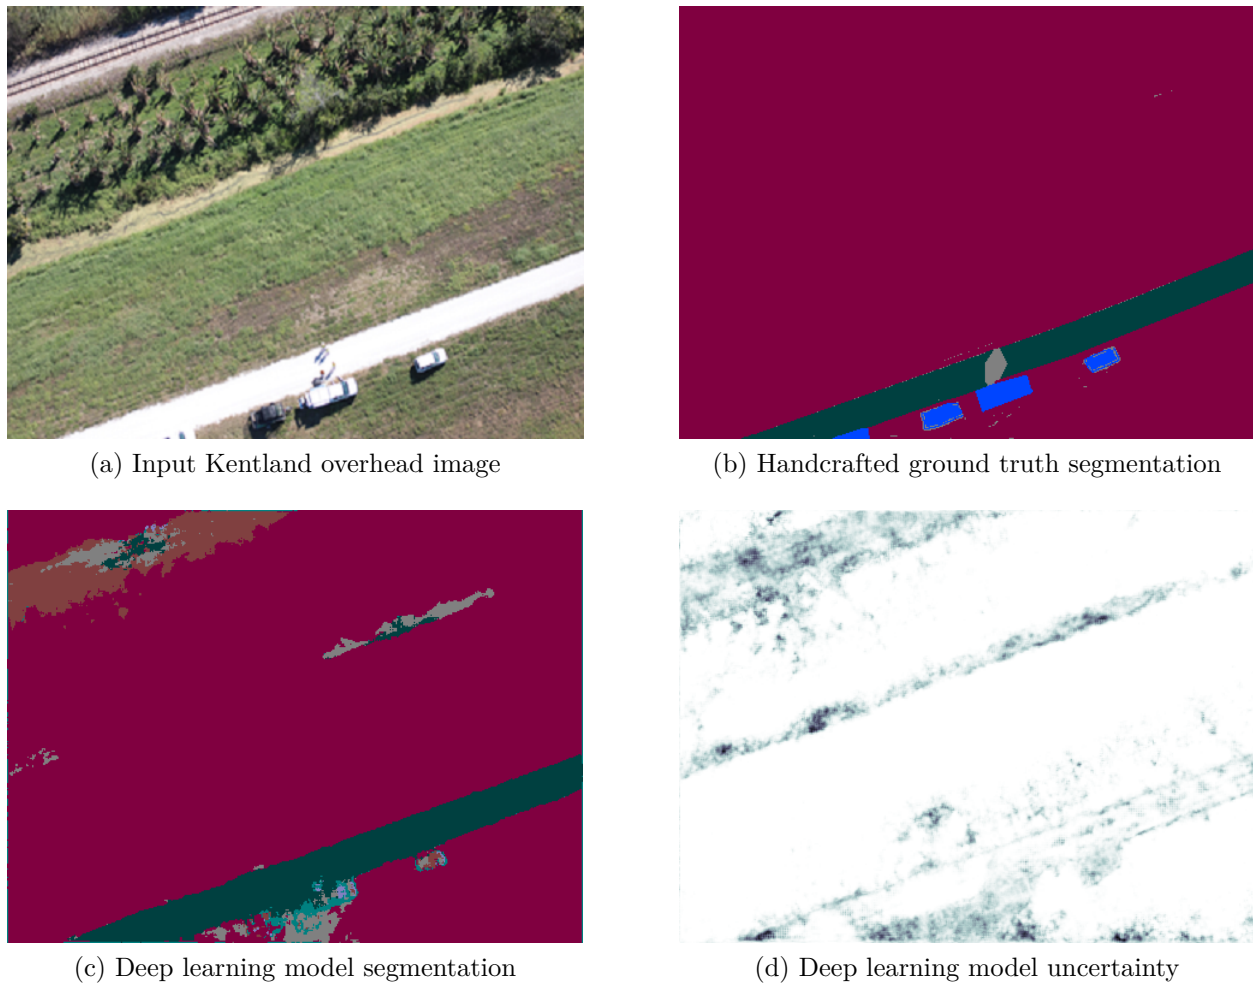 (a) Input Kentland overhead image
(b) Handcrafted ground truth segmentation
(c) Deep learning model segmentation
(d) Deep learning model uncertainty